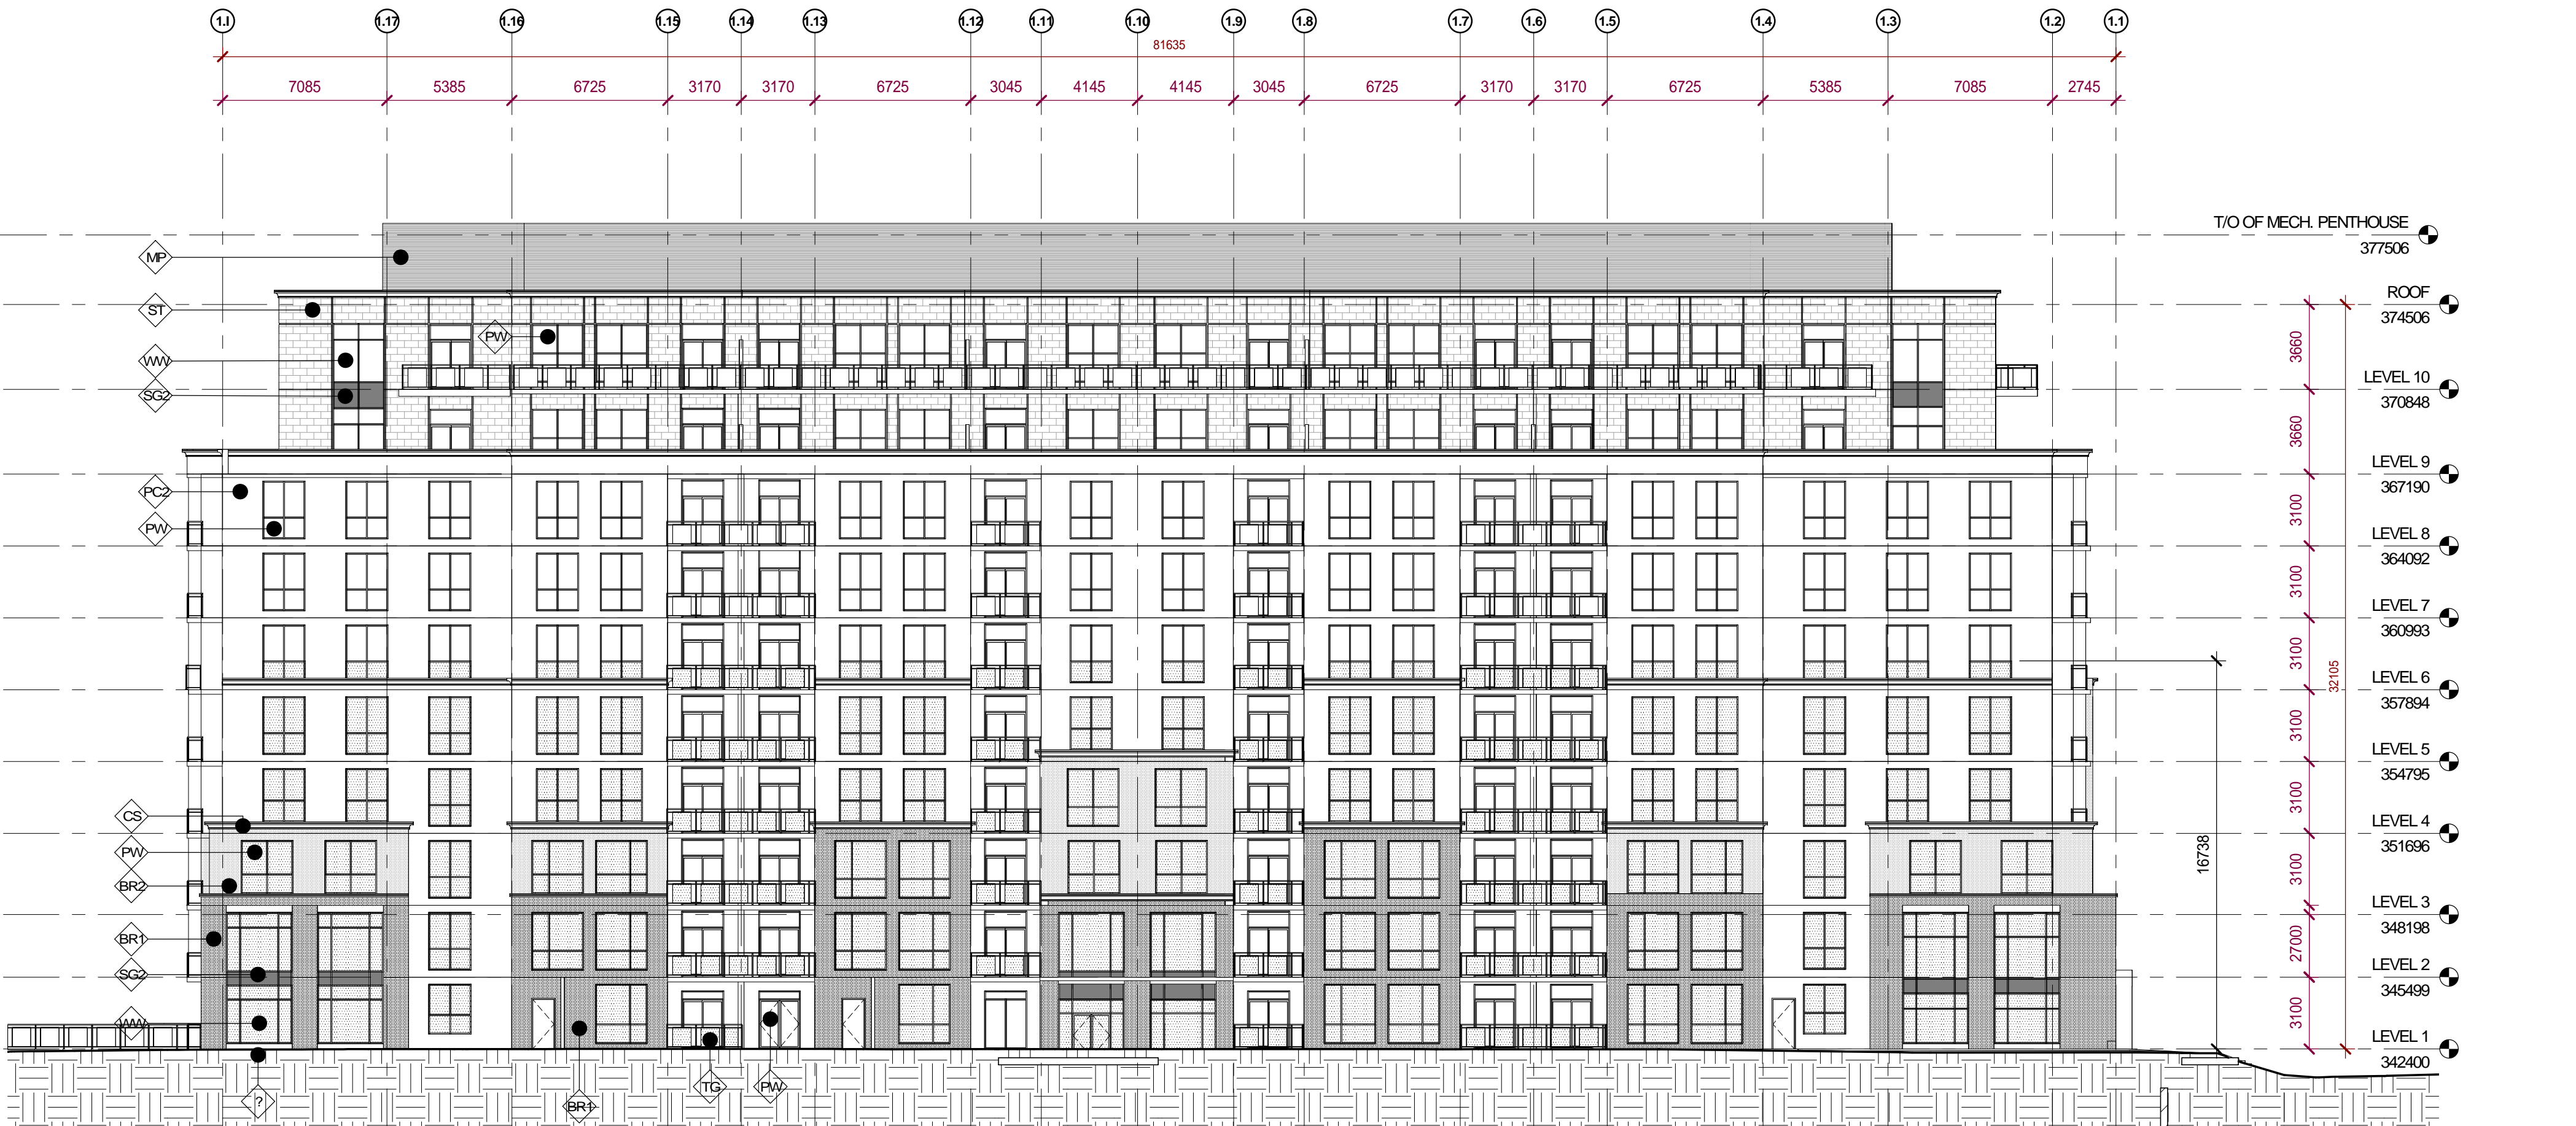 1.I 1.17 1.16 1.15 1.14 1.13 1.12 1.11 1.10 1.9 1.8 1.7 1.6 1.5 1.4 1.3 1.2 1.1
81635
7085 5385 6725 3170 3170 6725 3045 4145 4145 3045 6725 3170 3170 6725 5385 7085 2745
T/O OF MECH. PENTHOUSE
377506
MP
ROOF
374506
ST
PW
3660
WW
LEVEL 10
370848
SG2
3660
LEVEL 9
367190
PC2
3100
PW
LEVEL 8
364092
3100
LEVEL 7
360993
3100
32105
LEVEL 6
357894
3100
LEVEL 5
354795
3100
CS
LEVEL 4
351696
PW
16738
3100
BR2
LEVEL 3
348198
BR1
27000
SG2
LEVEL 2
345499
WW
3100
LEVEL 1
342400
TG
PW
?
BR1